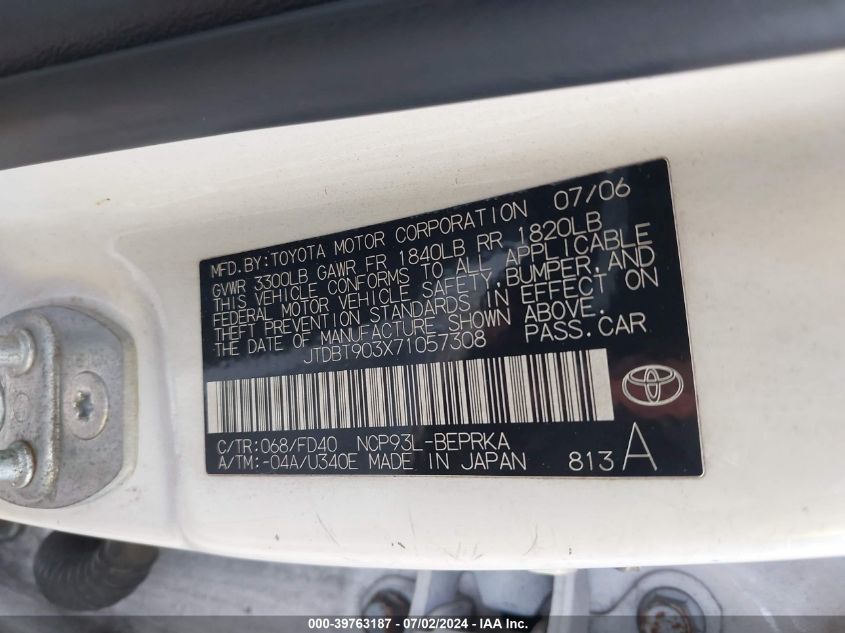 MFD.BY:TOYOTA MOTOR CORPORATION 07/06
GVWR 3300LB GAWR FR 1840LB RR 1820LB
THIS VEHICLE CONFORMS TO ALL APPLICABLE
FEDERAL MOTOR VEHICLE SAFETY,BUMPER,AND
THEFT PREVENTION STANDARDS IN EFFECT ON
THE DATE OF MANUFACTURE SHOWN ABOVE.
JTDBT903X71057308 PASS.CAR
C/TR:068/FD40 NCP93L-BEPRKA
A/TM:-04A/U340E MADE IN JAPAN 813 A
000-39763187 - 07/02/2024 - IAA Inc.